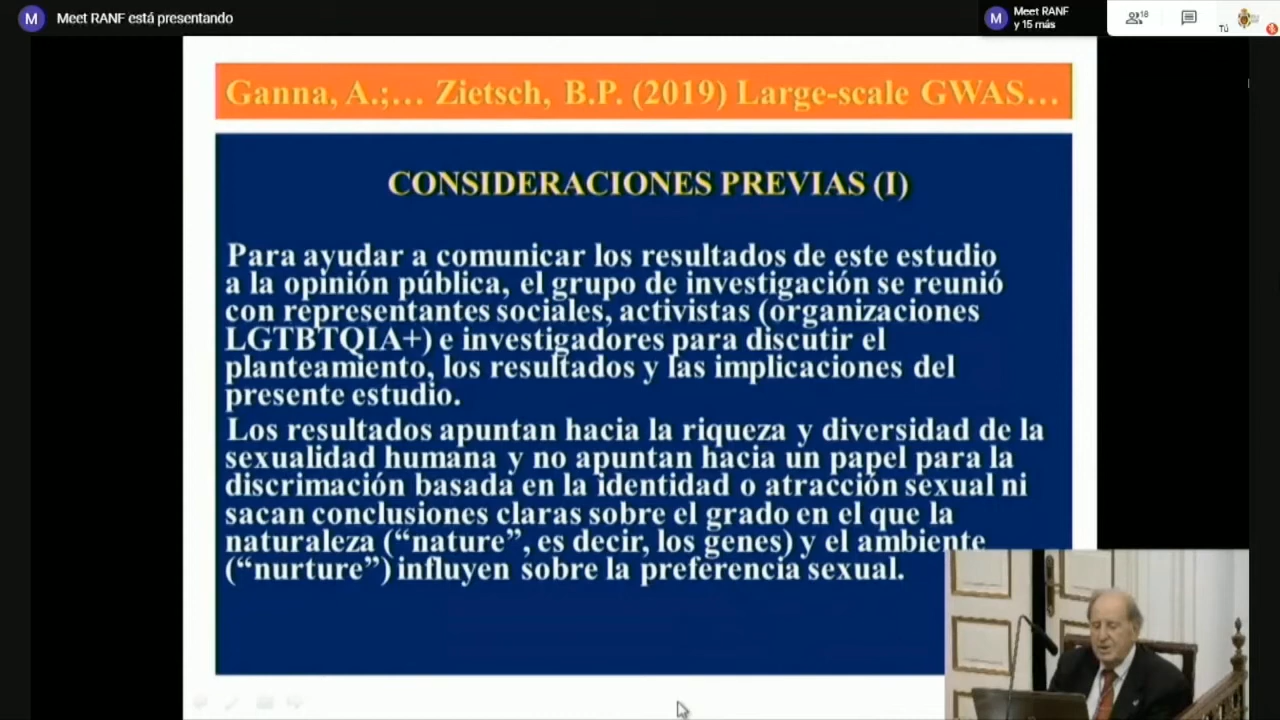 M Meet RANF está presentando
M Meet RANF
y 15 más
18
Tú
Ganna, A.;… Zietsch, B.P. (2019) Large-scale GWAS…
CONSIDERACIONES PREVIAS (I)
Para ayudar a comunicar los resultados de este estudio
a la opinión pública, el grupo de investigación se reunió
con representantes sociales, activistas (organizaciones
LGTBTQIA+) e investigadores para discutir el
planteamiento, los resultados y las implicaciones del
presente estudio.
Los resultados apuntan hacia la riqueza y diversidad de la
sexualidad humana y no apuntan hacia un papel para la
discrimación basada en la identidad o atracción sexual ni
sacan conclusiones claras sobre el grado en el que la
naturaleza (“nature”, es decir, los genes) y el ambiente
(“nurture”) influyen sobre la preferencia sexual.